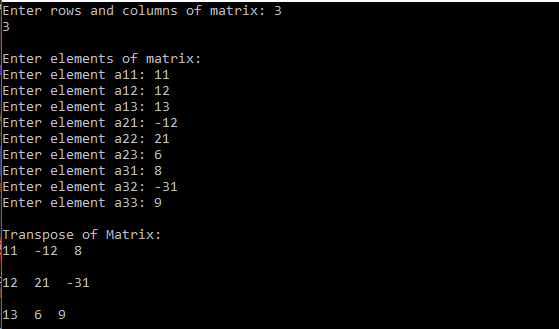 Enter rows and columns of matrix: 3
3
Enter elements of matrix:
Enter element a11: 11
Enter element a12: 12
Enter element a13: 13
Enter element a21: -12
Enter element a22: 21
Enter element a23: 6
Enter element a31: 8
Enter element a32: -31
Enter element a33: 9
Transpose of Matrix:
11  -12  8
12  21  -31
13  6  9